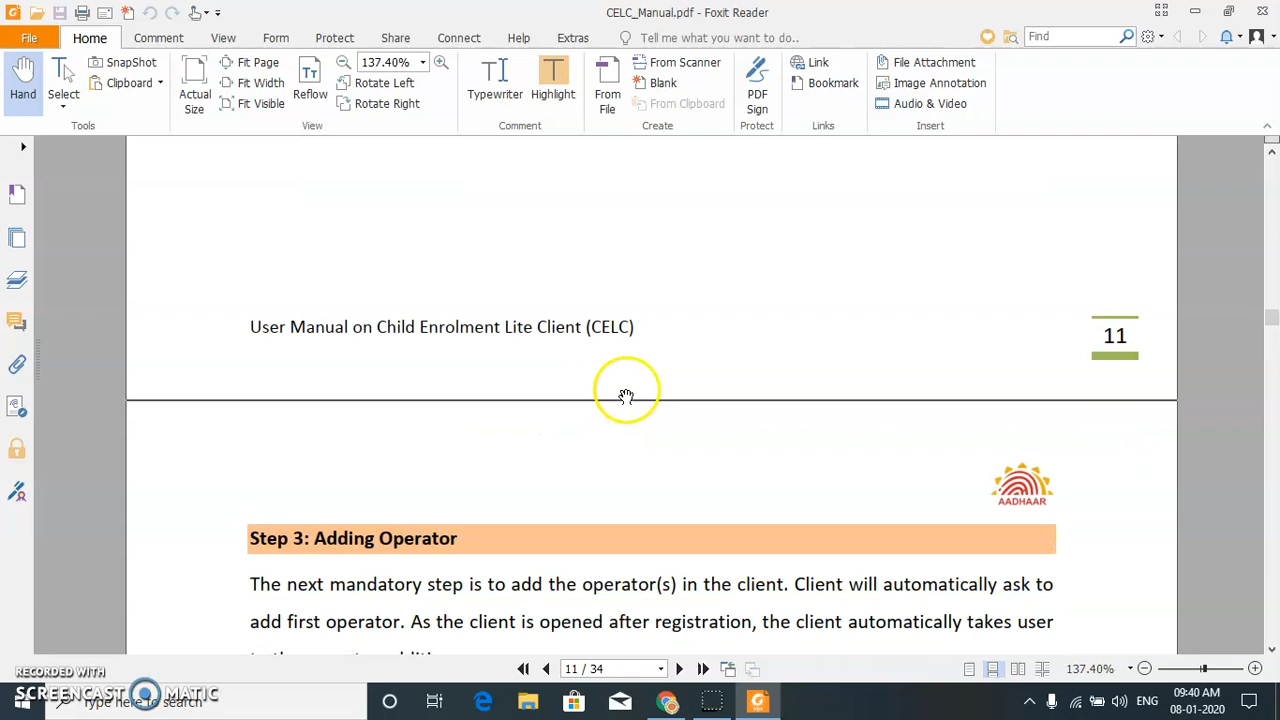 CELC_Manual.pdf - Foxit Reader
File
Home
Comment
View
Form
Protect
Share
Connect
Help
Extras
Tell me what you want to do..
Find
Hand
Select
SnapShot
Clipboard
Tools
Actual Size
Fit Page
Fit Width
Fit Visible
Reflow
137.40%
Rotate Left
Rotate Right
View
Typewriter
Highlight
Comment
From File
From Scanner
Blank
From Clipboard
Create
PDF Sign
Protect
Link
Bookmark
Links
File Attachment
Image Annotation
Audio & Video
Insert
User Manual on Child Enrolment Lite Client (CELC)
11
AADHAAR
Step 3: Adding Operator
The next mandatory step is to add the operator(s) in the client. Client will automatically ask to
add first operator. As the client is opened after registration, the client automatically takes user
11 / 34
137.40%
RECORDED WITH
SCREENCAST MATIC
Type here to search
ENG
09:40 AM
08-01-2020